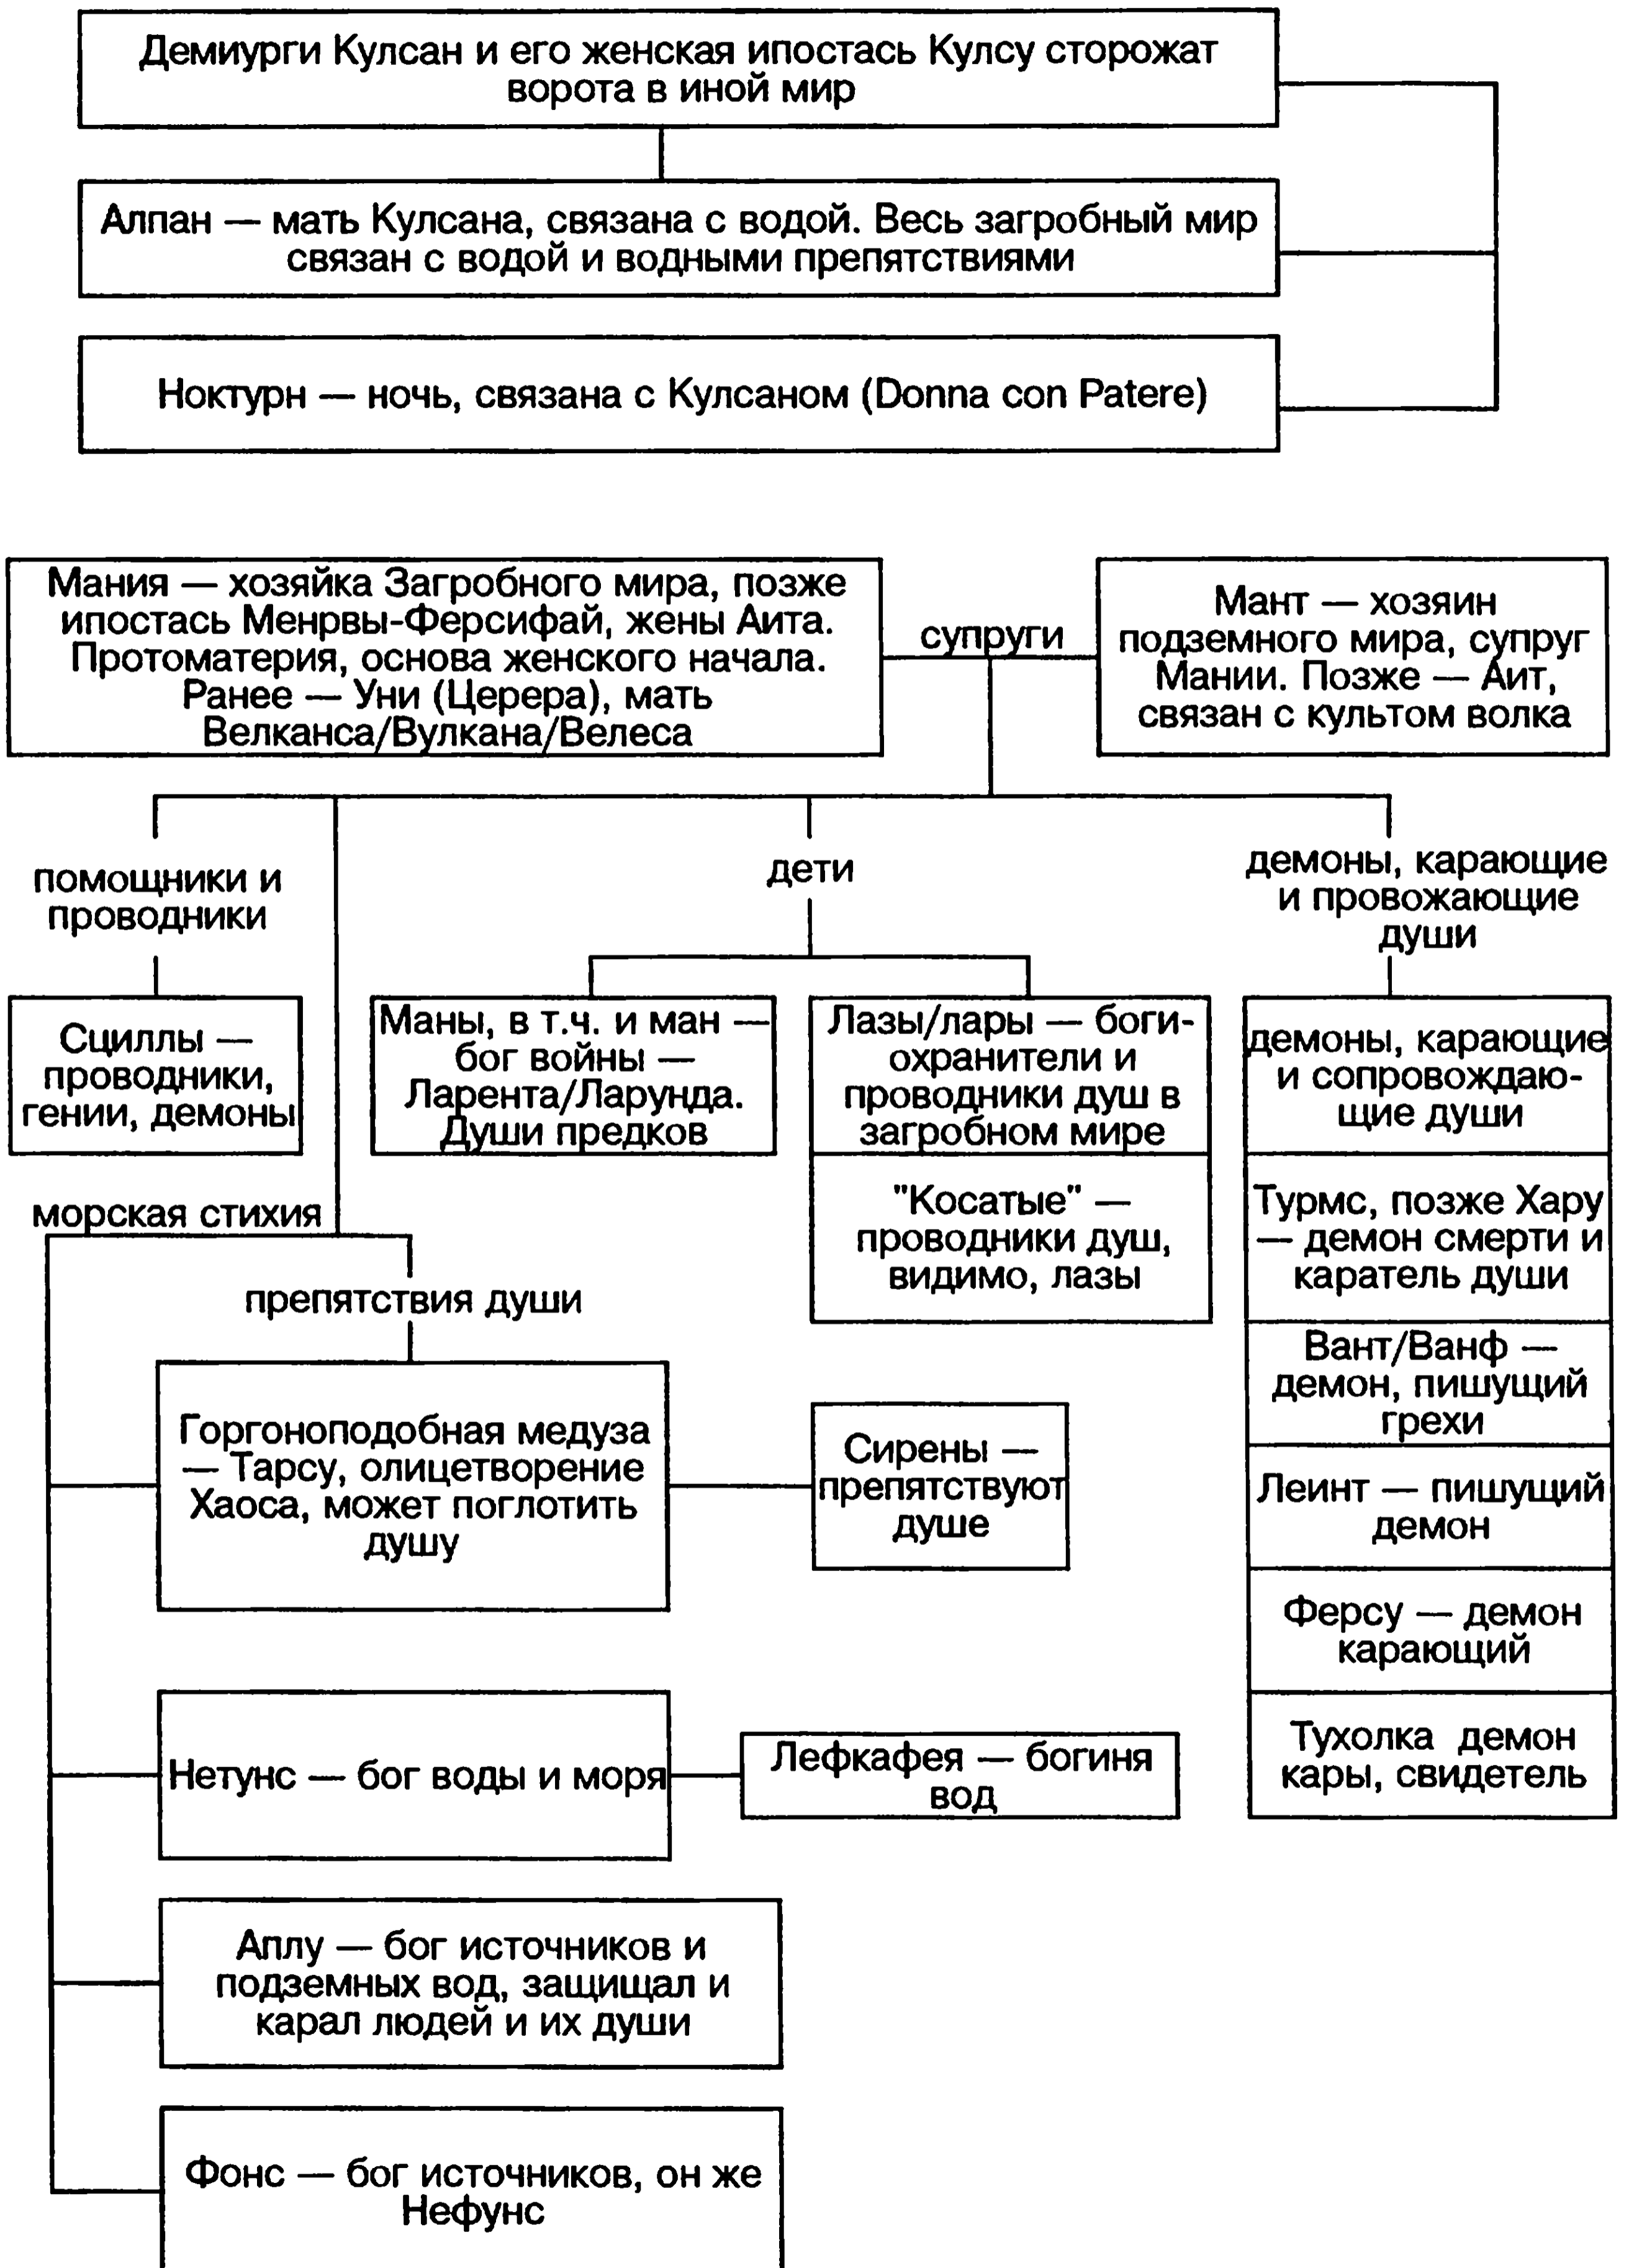 Демиурги Кулсан и его женская ипостась Кулсу сторожат
ворота в иной мир
Алпан — мать Кулсана, связана с водой. Весь загробный мир
связан с водой и водными препятствиями
Ноктурн — ночь, связана с Кулсаном (Donna con Patere)
Мания — хозяйка Загробного мира, позже
ипостась Менрвы-Ферсифай, жены Аита.
Протоматерия, основа женского начала.
Ранее — Уни (Церера), мать
Велканса/Вулкана/Велеса
супруги
Мант — хозяин
подземного мира, супруг
Мании. Позже — Аит,
связан с культом волка
помощники и
проводники
дети
демоны, карающие
и провожающие
души
Сциллы —
проводники,
гении, демоны
Маны, в т.ч. и ман —
бог войны —
Ларента/Ларунда.
Души предков
Лазы/лары — боги-
охранители и
проводники душ в
загробном мире
"Косатые" —
проводники душ,
видимо, лазы
демоны, карающие
и сопровождаю-
щие души
Турмс, позже Хару
— демон смерти и
каратель души
Вант/Ванф —
демон, пишущий
грехи
Леинт — пишущий
демон
Ферсу — демон
карающий
Тухолка демон
кары, свидетель
морская стихия
препятствия души
Горгоноподобная медуза
— Тарсу, олицетворение
Хаоса, может поглотить
душу
Сирены —
препятствуют
душе
Нетунс — бог воды и моря
Лефкафея — богиня
вод
Аплу — бог источников и
подземных вод, защищал и
карал людей и их души
Фонс — бог источников, он же
Нефунс